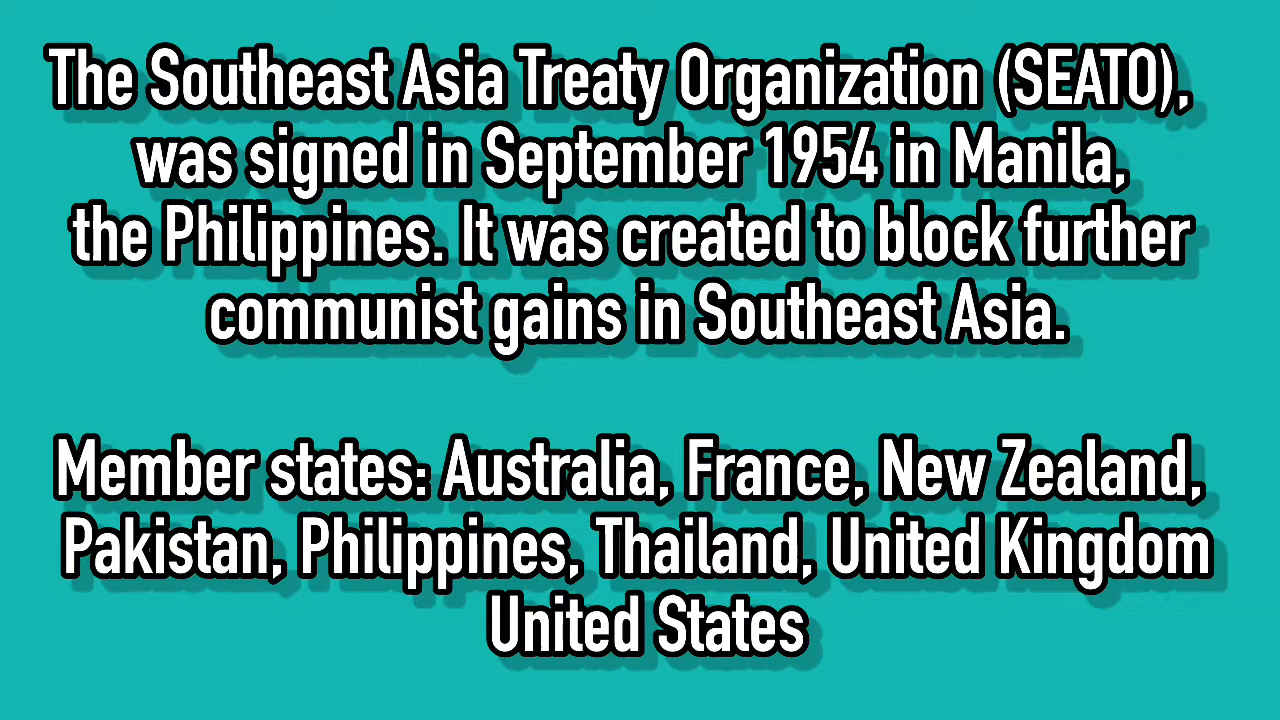 The Southeast Asia Treaty Organization (SEATO),
was signed in September 1954 in Manila,
the Philippines. It was created to block further
communist gains in Southeast Asia.
Member states: Australia, France, New Zealand,
Pakistan, Philippines, Thailand, United Kingdom
United States